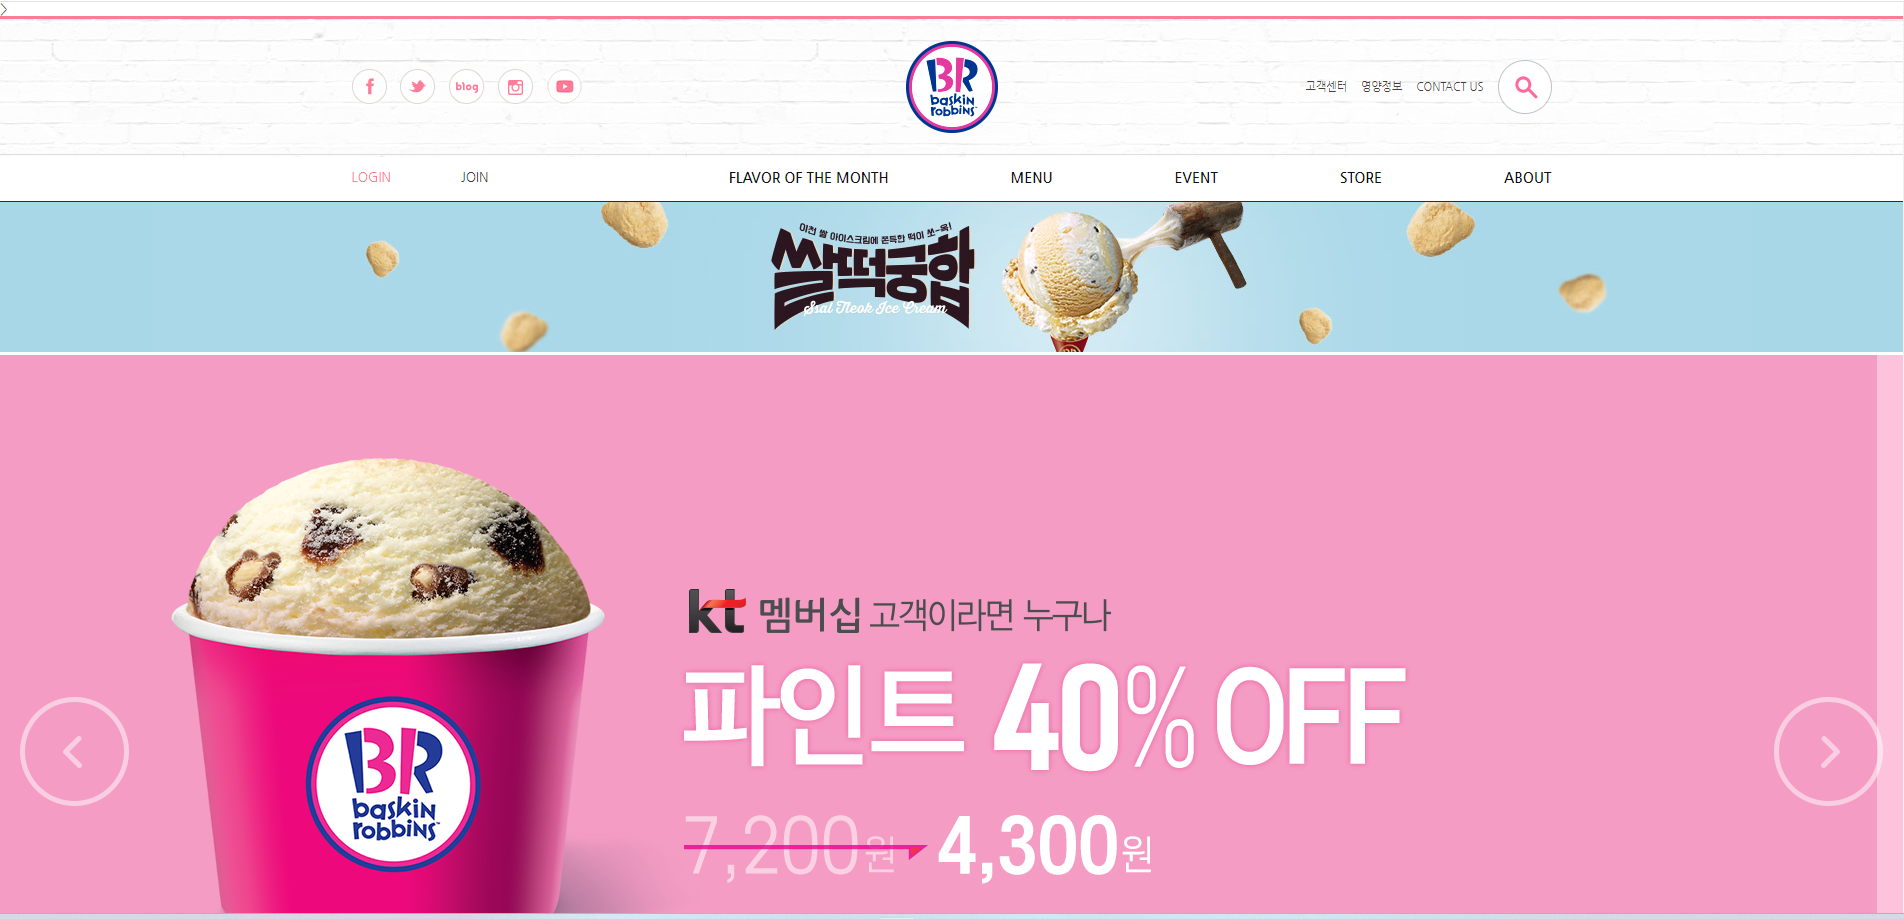 >
blog
BR
baskin
robbins
고객센터 영양정보 CONTACT US
LOGIN JOIN FLAVOR OF THE MONTH MENU EVENT STORE ABOUT
이천 쌀 아이스크림에 쫀득한 떡이 쏘-옥!
쌀떡궁합
Ssal Tteok Ice Cream
kt 멤버십 고객이라면 누구나
파인트 40% OFF
7,200원 4,300원
BR
baskin
robbins™